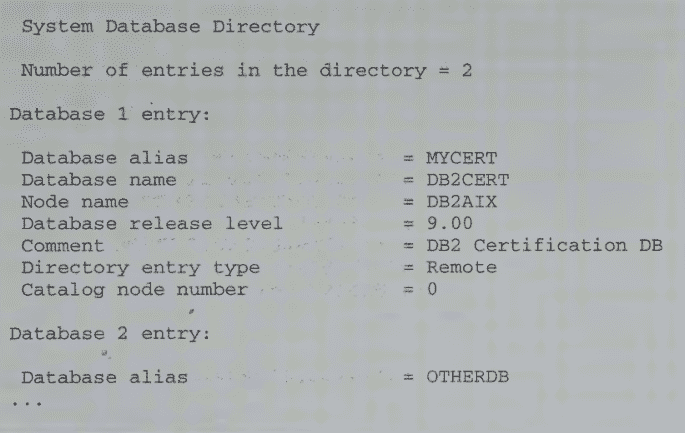 System Database Directory
Number of entries in the directory = 2
Database 1 entry:
Database alias = MYCERT
Database name = DB2CERT
Node name = DB2AIX
Database release level = 9.00
Comment = DB2 Certification DB
Directory entry type = Remote
Catalog node number = 0
Database 2 entry:
Database alias = OTHERDB
...